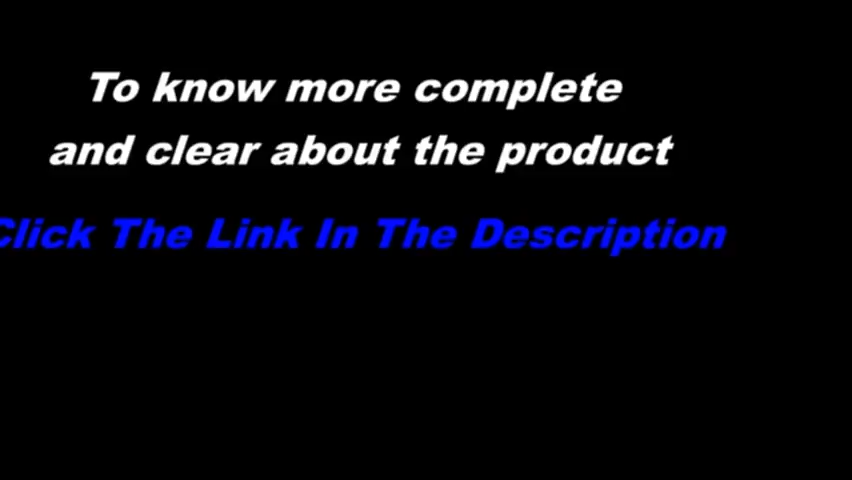 To know more complete
and clear about the product
Click The Link In The Description